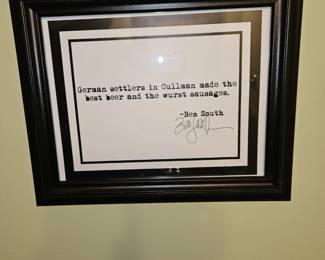 German settlers in Cullman made the
best beer and the wurst sausages.
-Ben South